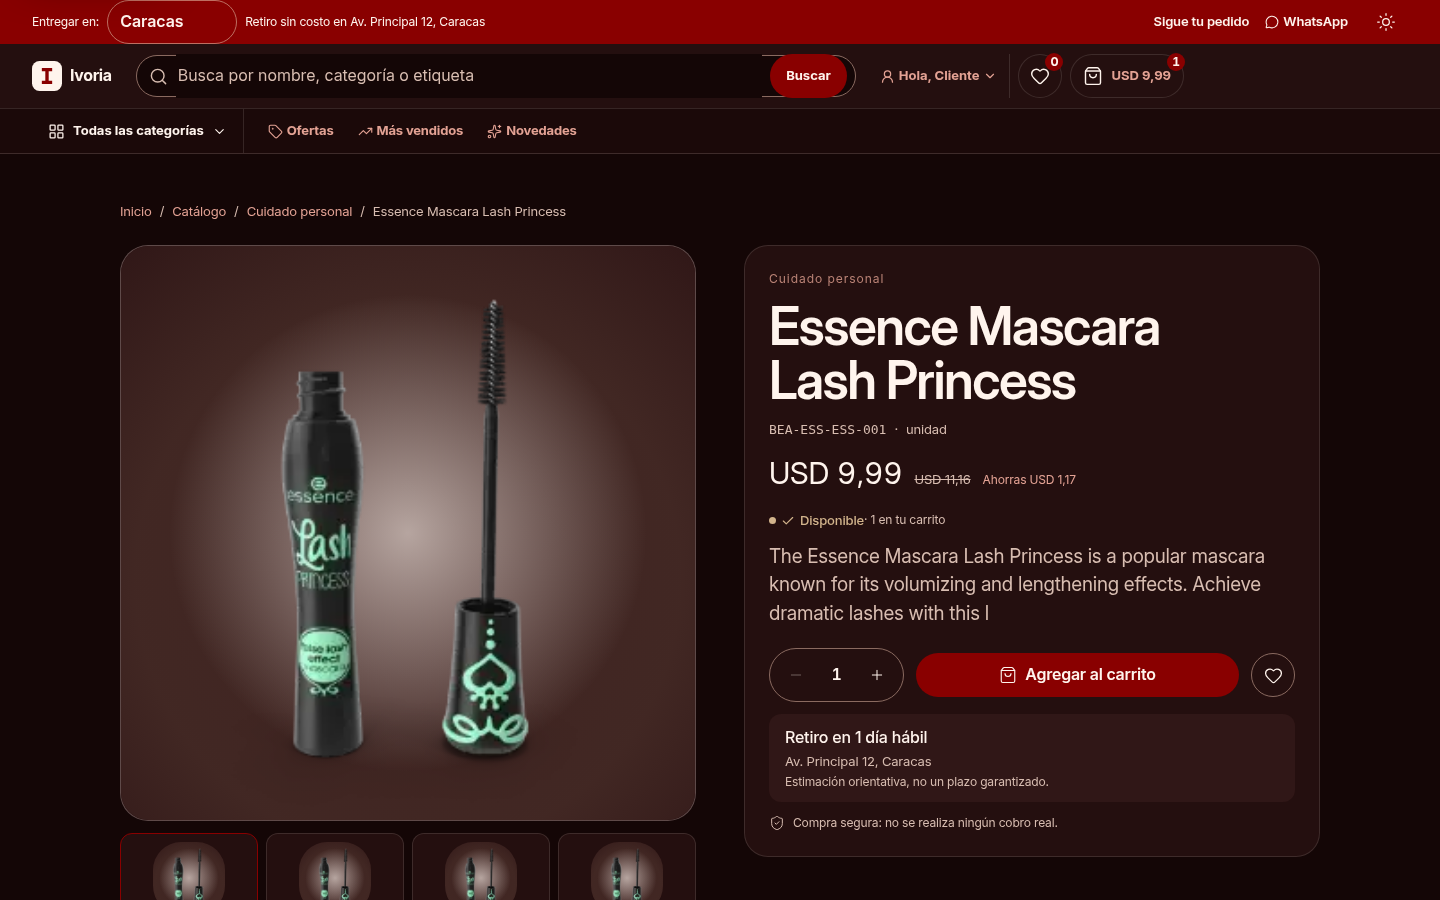 Entregar en: Caracas Retiro sin costo en Av. Principal 12, Caracas Sigue tu pedido WhatsApp
I Ivoria Busca por nombre, categoría o etiqueta Buscar Hola, Cliente 0 USD 9,99 1
Todas las categorías Ofertas Más vendidos Novedades
Inicio / Catálogo / Cuidado personal / Essence Mascara Lash Princess
essence
Lash
PRINCESS
false lash
effect
Cuidado personal
Essence Mascara
Lash Princess
BEA-ESS-ESS-001 · unidad
USD 9,99 USD 11,16 Ahorras USD 1,17
Disponible · 1 en tu carrito
The Essence Mascara Lash Princess is a popular mascara
known for its volumizing and lengthening effects. Achieve
dramatic lashes with this l
1 Agregar al carrito
Retiro en 1 día hábil
Av. Principal 12, Caracas
Estimación orientativa, no un plazo garantizado.
Compra segura: no se realiza ningún cobro real.